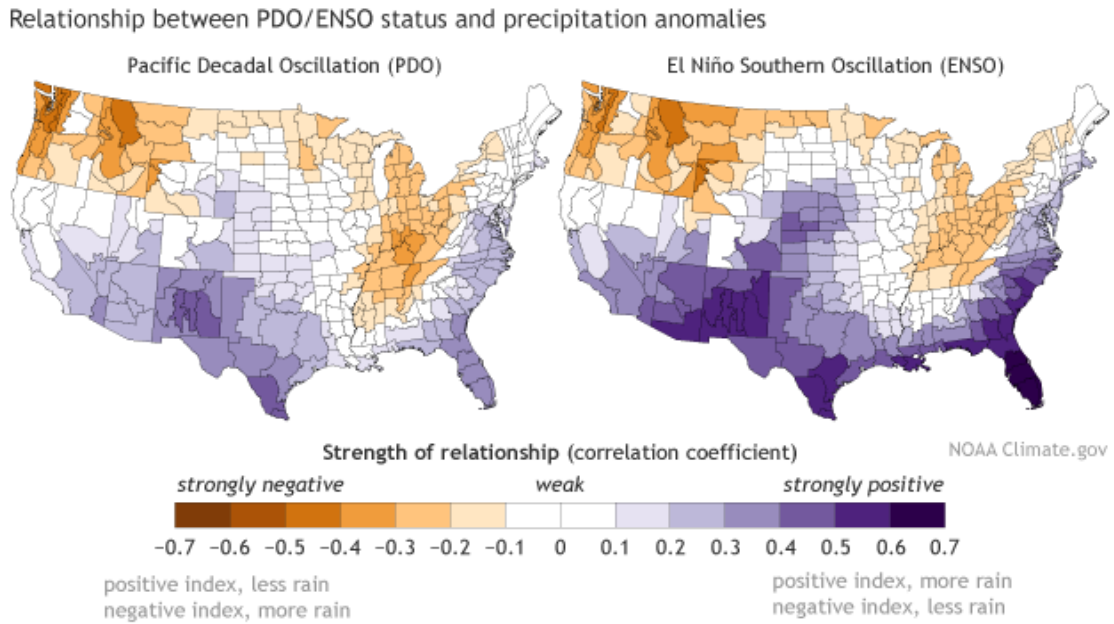 Relationship between PDO/ENSO status and precipitation anomalies
Pacific Decadal Oscillation (PDO)
El Niño Southern Oscillation (ENSO)
Strength of relationship (correlation coefficient)
NOAA Climate.gov
strongly negative
weak
strongly positive
−0.7 −0.6 −0.5 −0.4 −0.3 −0.2 −0.1 0 0.1 0.2 0.3 0.4 0.5 0.6 0.7
positive index, less rain
negative index, more rain
positive index, more rain
negative index, less rain